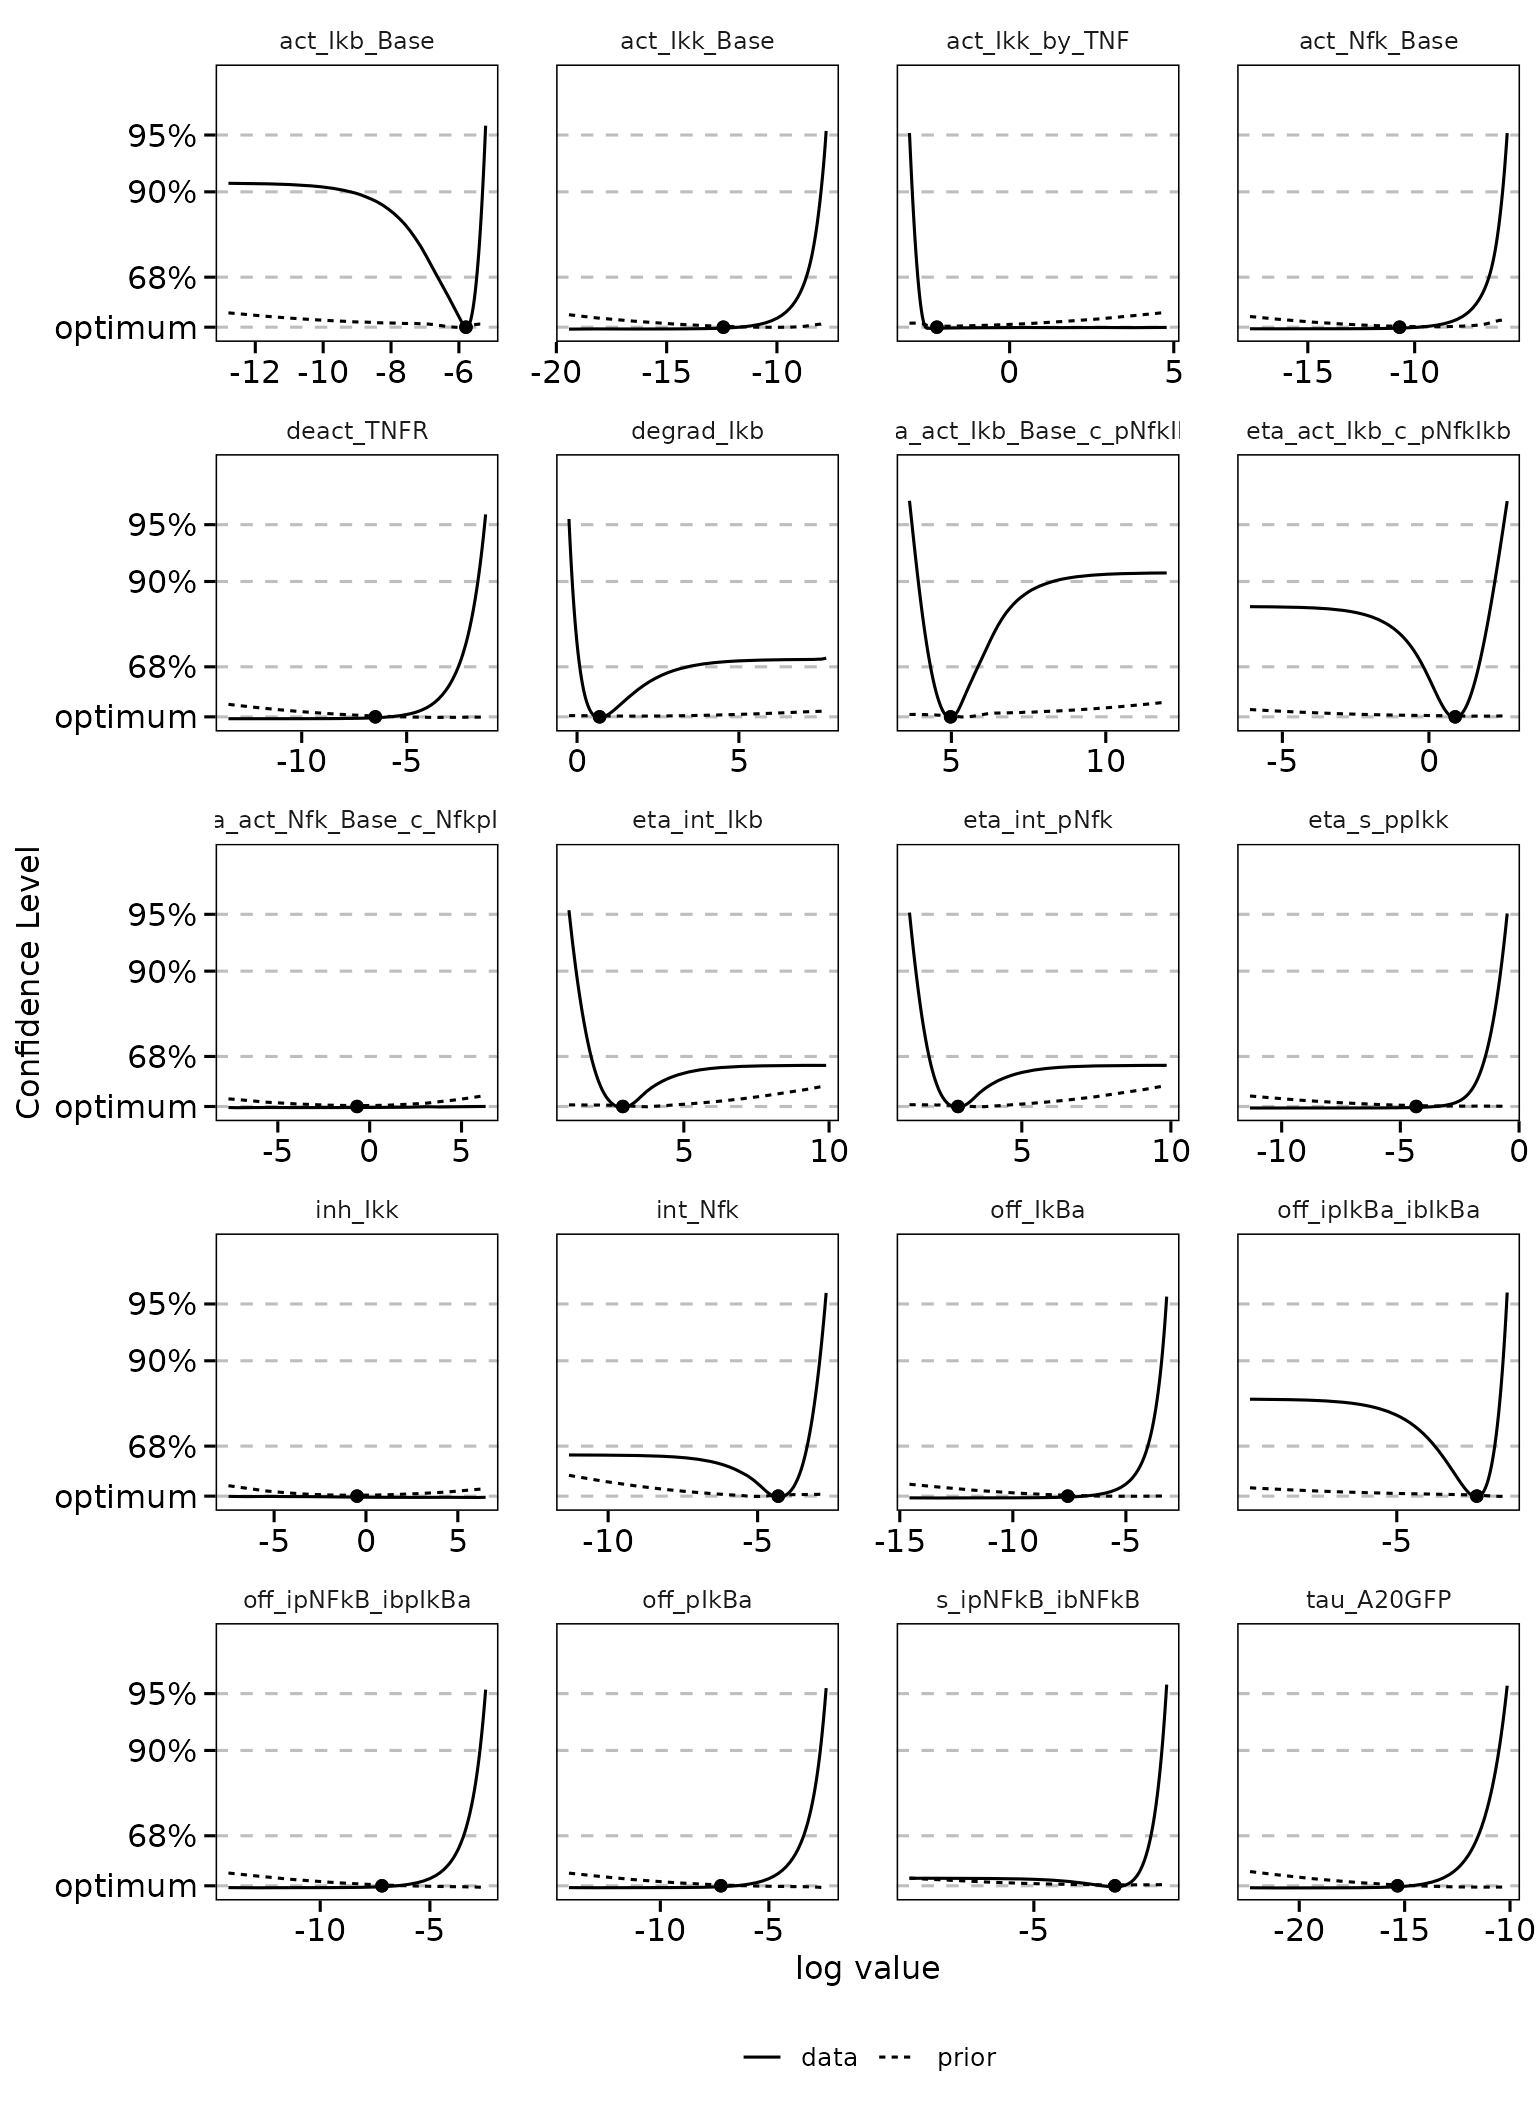 act_Ikb_Base
act_Ikk_Base
act_Ikk_by_TNF
act_Nfk_Base
95%
90%
68%
optimum
-12 -10 -8 -6
-20 -15 -10
0 5
-15 -10
deact_TNFR
degrad_Ikb
a_act_Ikb_Base_c_pNfkI
eta_act_Ikb_c_pNfkIkb
95%
90%
68%
optimum
-10 -5
0 5
5 10
-5 0
a_act_Nfk_Base_c_NfkpI
eta_int_Ikb
eta_int_pNfk
eta_s_ppIkk
Confidence Level
95%
90%
68%
optimum
-5 0 5
5 10
5 10
-10 -5 0
inh_Ikk
int_Nfk
off_IkBa
off_ipIkBa_ibIkBa
95%
90%
68%
optimum
-5 0 5
-10 -5
-15 -10 -5
-5
off_ipNFkB_ibpIkBa
off_pIkBa
s_ipNFkB_ibNFkB
tau_A20GFP
95%
90%
68%
optimum
-10 -5
-10 -5
-5
-20 -15 -10
log value
data prior